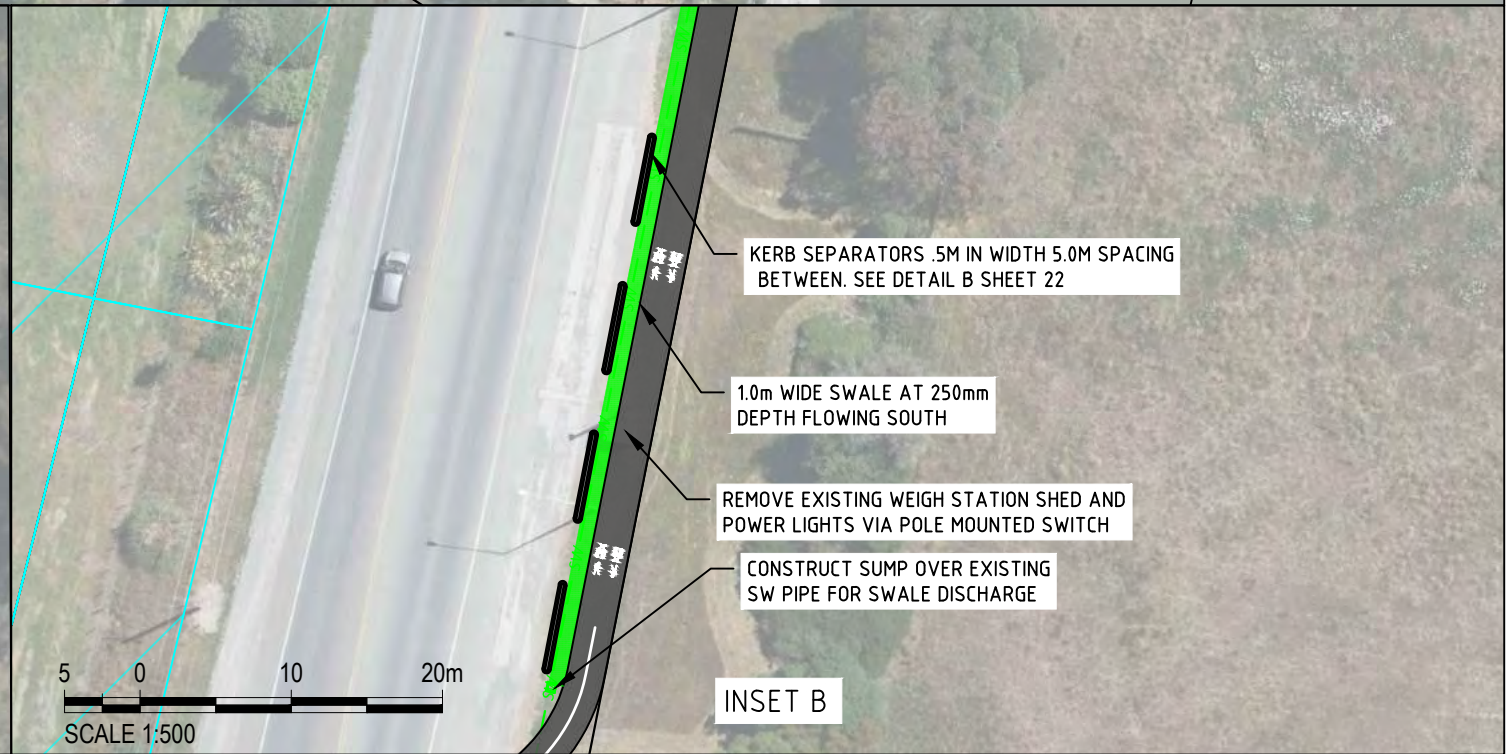 KERB SEPARATORS .5M IN WIDTH 5.0M SPACING
BETWEEN. SEE DETAIL B SHEET 22
1.0m WIDE SWALE AT 250mm
DEPTH FLOWING SOUTH
REMOVE EXISTING WEIGH STATION SHED AND
POWER LIGHTS VIA POLE MOUNTED SWITCH
CONSTRUCT SUMP OVER EXISTING
SW PIPE FOR SWALE DISCHARGE
INSET B
5 0 10 20m
SCALE 1:500